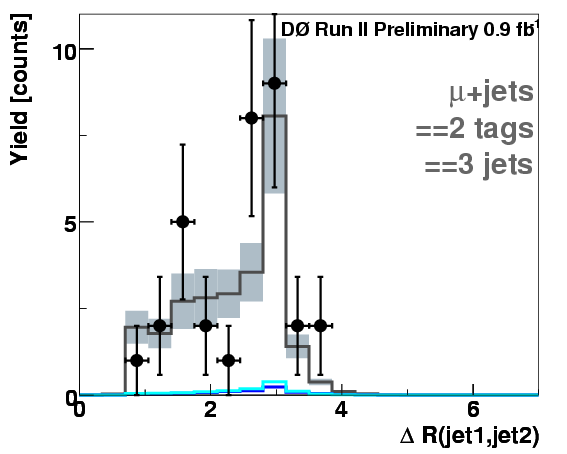 DØ Run II Preliminary 0.9 fb⁻¹
μ+jets
==2 tags
==3 jets
Yield [counts]
10
5
0
0
2
4
6
Δ R(jet1,jet2)